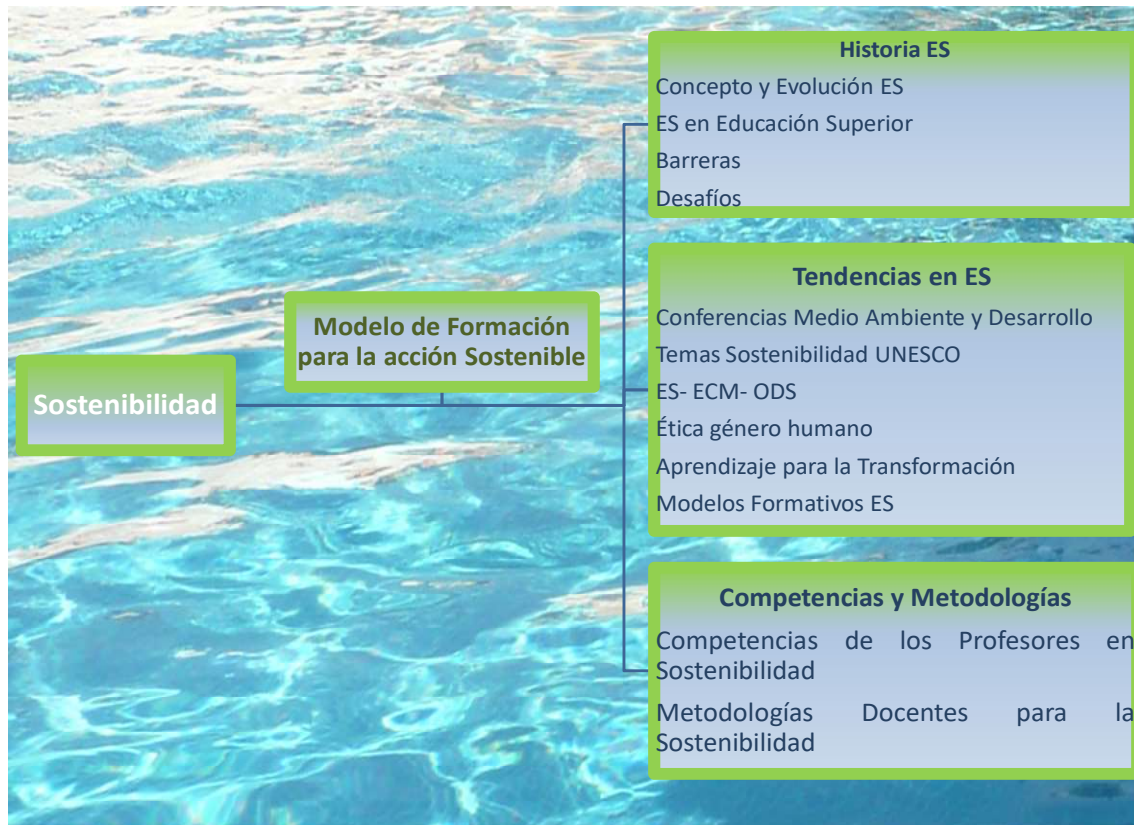 Sostenibilidad
Modelo de Formación
para la acción Sostenible
Historia ES
Concepto y Evolución ES
ES en Educación Superior
Barreras
Desafíos
Tendencias en ES
Conferencias Medio Ambiente y Desarrollo
Temas Sostenibilidad UNESCO
ES- ECM- ODS
Ética género humano
Aprendizaje para la Transformación
Modelos Formativos ES
Competencias y Metodologías
Competencias de los Profesores en
Sostenibilidad
Metodologías Docentes para la
Sostenibilidad